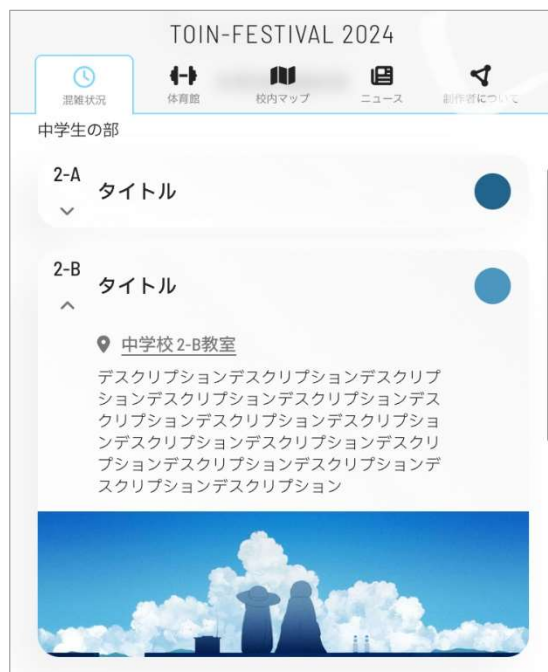 TOIN-FESTIVAL 2024
混雑状況
体育館
校内マップ
ニュース
創作者について
中学生の部
2-A
タイトル
2-B
タイトル
中学校 2-B教室
デスクリプションデスクリプションデスクリプ
ションデスクリプションデスクリプションデス
クリプションデスクリプションデスクリプショ
ンデスクリプションデスクリプションデスクリ
プションデスクリプションデスクリプションデ
スクリプションデスクリプション